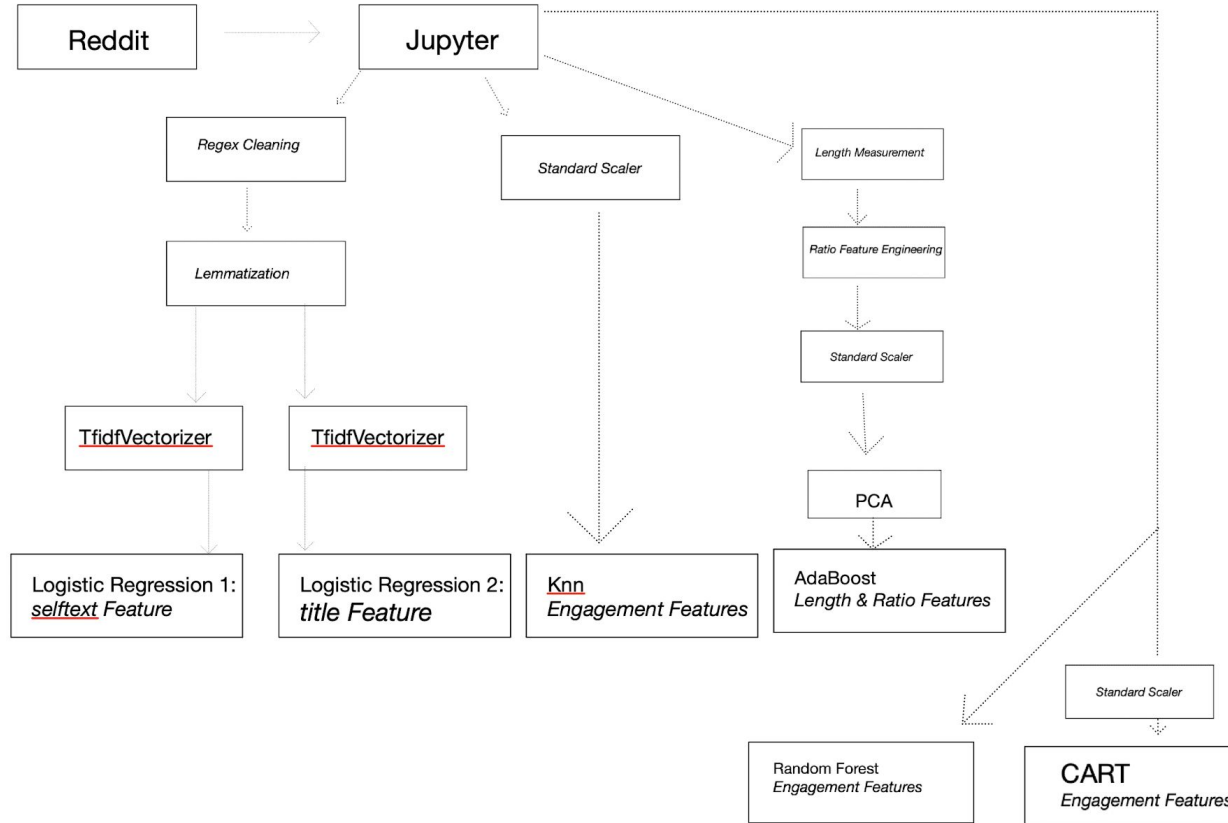 Reddit
Jupyter
Regex Cleaning
Standard Scaler
Length Measurement
Lemmatization
Ratio Feature Engineering
Standard Scaler
TfidfVectorizer
TfidfVectorizer
PCA
Logistic Regression 1:
selftext Feature
Logistic Regression 2:
title Feature
Knn
Engagement Features
AdaBoost
Length & Ratio Features
Standard Scaler
Random Forest
Engagement Features
CART
Engagement Features